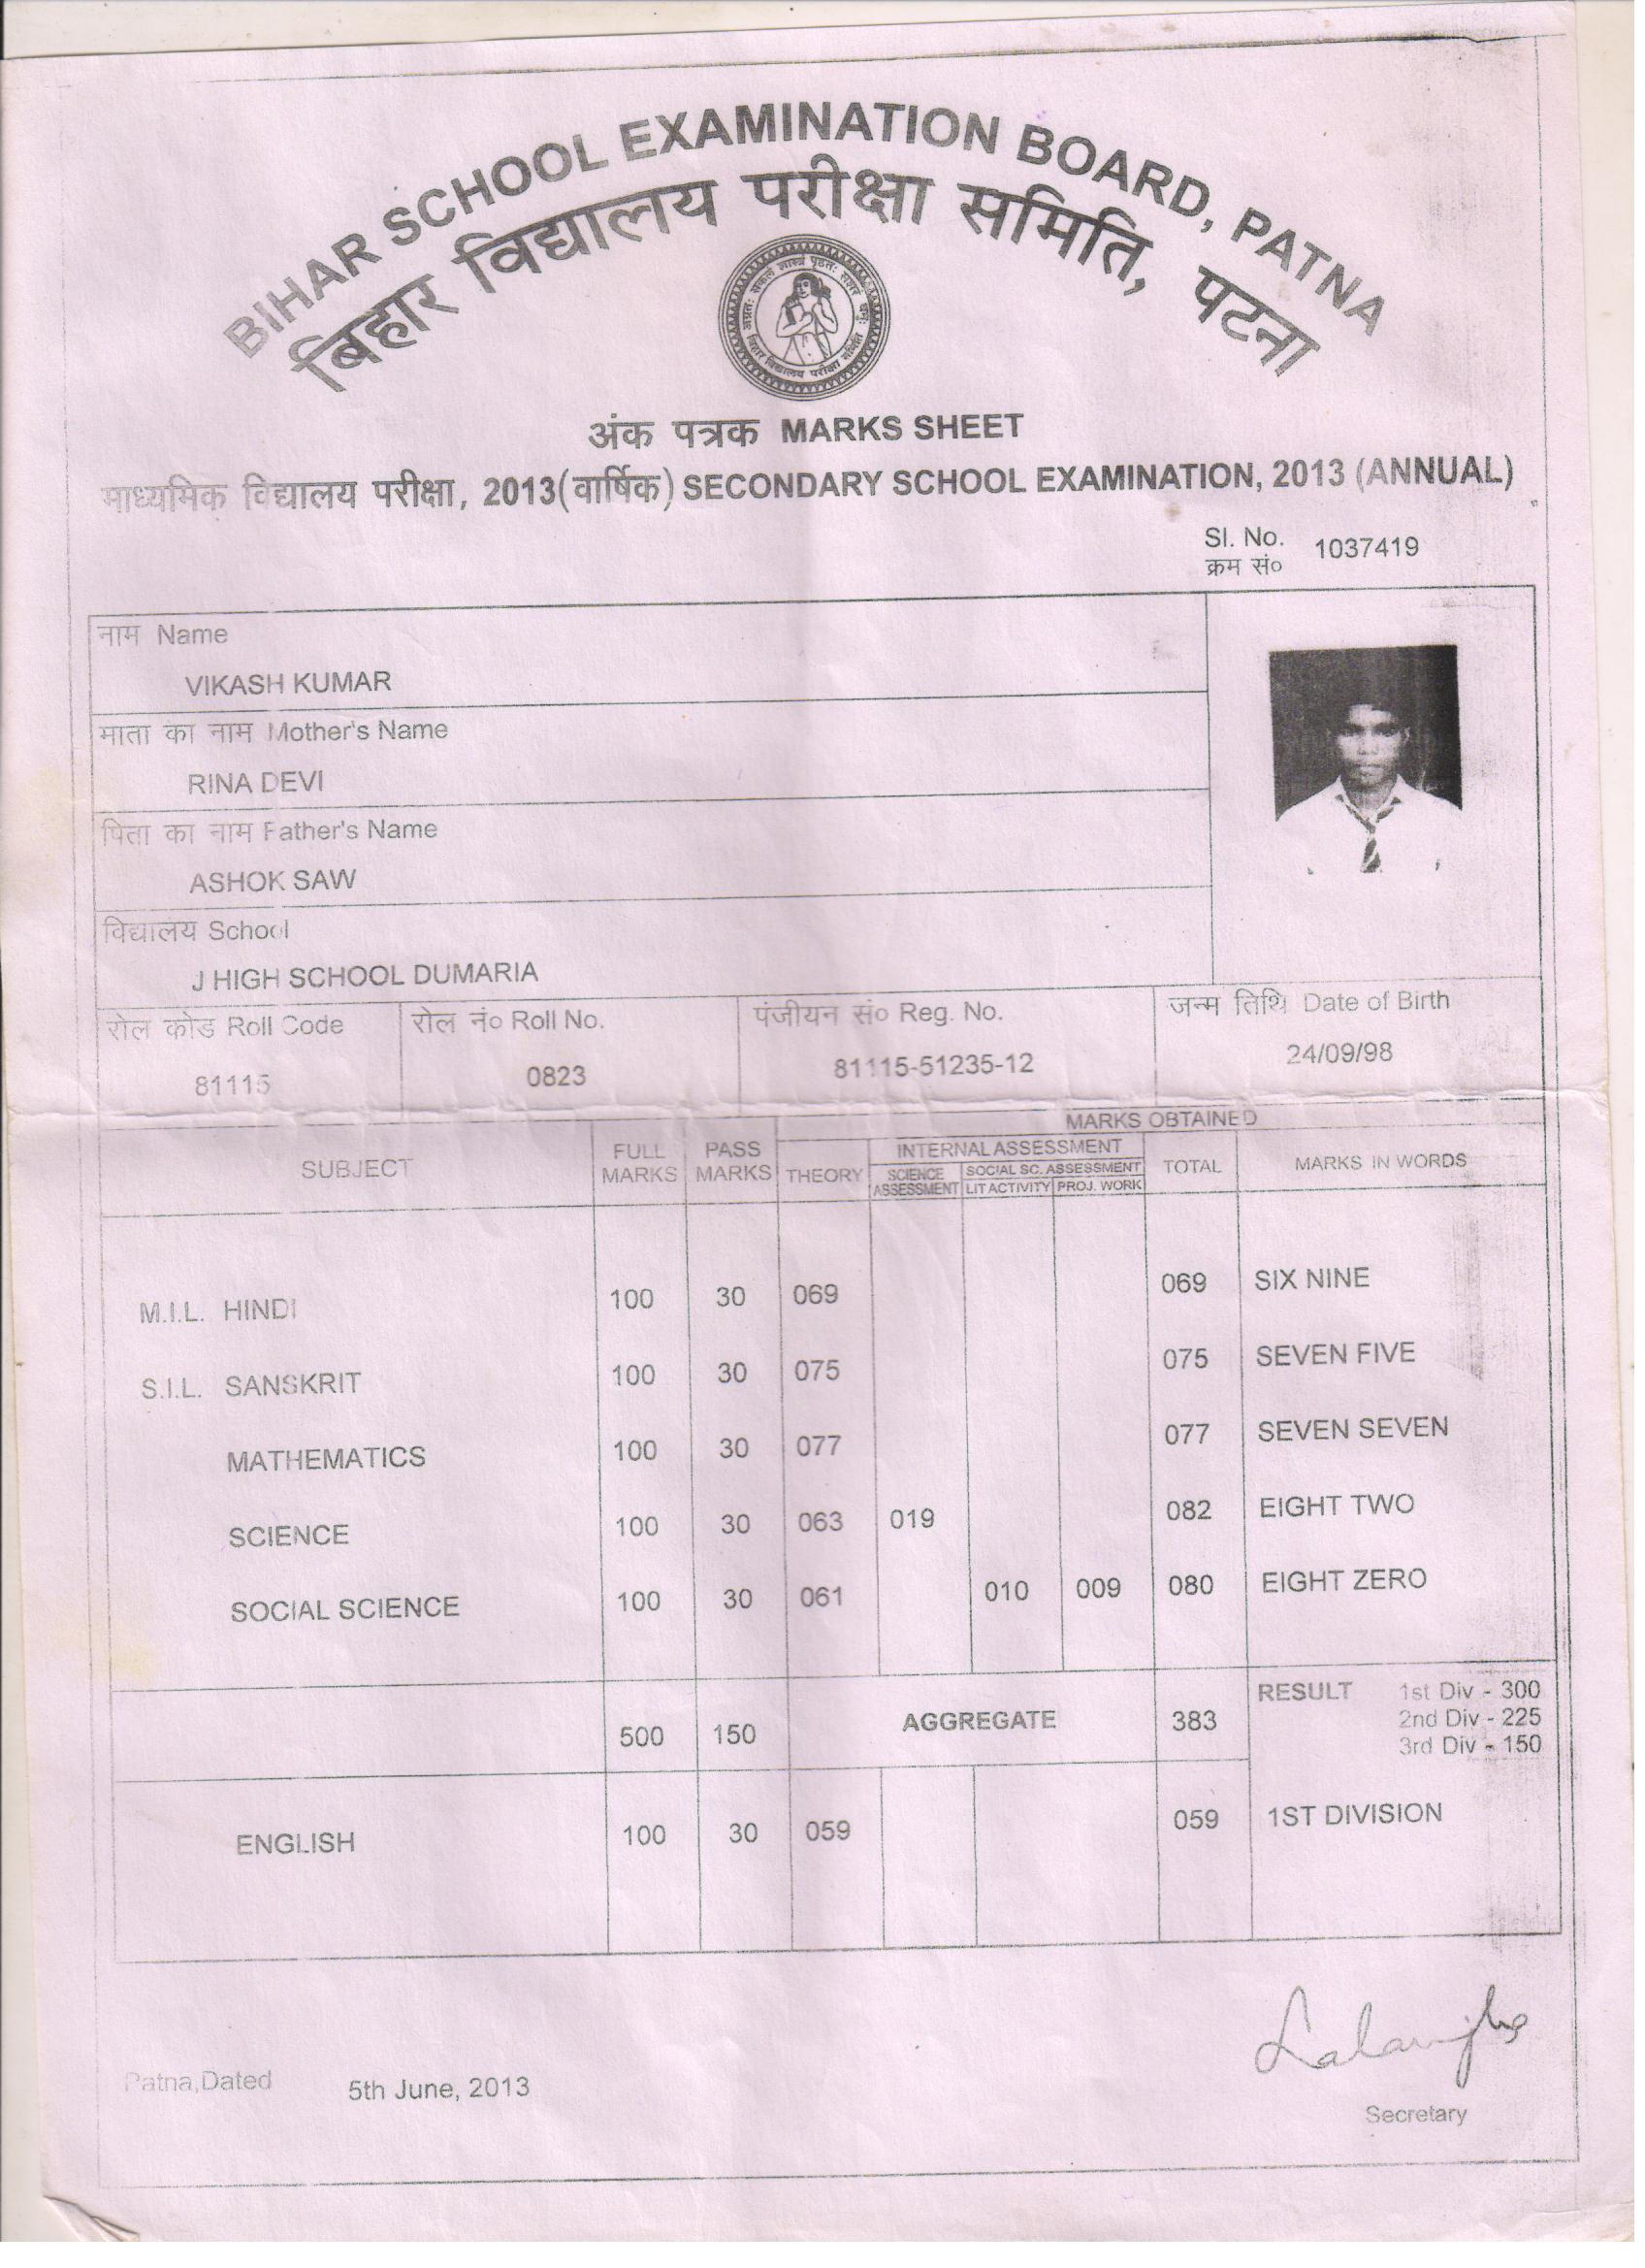 BIHAR SCHOOL EXAMINATION BOARD, PATNA
बिहार विद्यालय परीक्षा समिति, पटना
बिहार विद्यालय परीक्षा समिति
अंक पत्रक MARKS SHEET
माध्यमिक विद्यालय परीक्षा, 2013(वार्षिक) SECONDARY SCHOOL EXAMINATION, 2013 (ANNUAL)
Sl. No. 1037419
क्रम सं०
नाम Name
VIKASH KUMAR
माता का नाम Mother's Name
RINA DEVI
पिता का नाम Father's Name
ASHOK SAW
विद्यालय School
J HIGH SCHOOL DUMARIA
रोल कोड Roll Code रोल नं० Roll No. पंजीयन सं० Reg. No. जन्म तिथि Date of Birth
81115 0823 81115-51235-12 24/09/98
MARKS OBTAINED
SUBJECT FULL MARKS PASS MARKS THEORY INTERNAL ASSESSMENT TOTAL MARKS IN WORDS
SCIENCE ASSESSMENT SOCIAL SC. ASSESSMENT
LIT ACTIVITY PROJ. WORK
M.I.L. HINDI 100 30 069 069 SIX NINE
S.I.L. SANSKRIT 100 30 075 075 SEVEN FIVE
MATHEMATICS 100 30 077 077 SEVEN SEVEN
SCIENCE 100 30 063 019 082 EIGHT TWO
SOCIAL SCIENCE 100 30 061 010 009 080 EIGHT ZERO
500 150 AGGREGATE 383
RESULT 1st Div - 300
2nd Div - 225
3rd Div - 150
ENGLISH 100 30 059 059 1ST DIVISION
Patna,Dated 5th June, 2013
Secretary